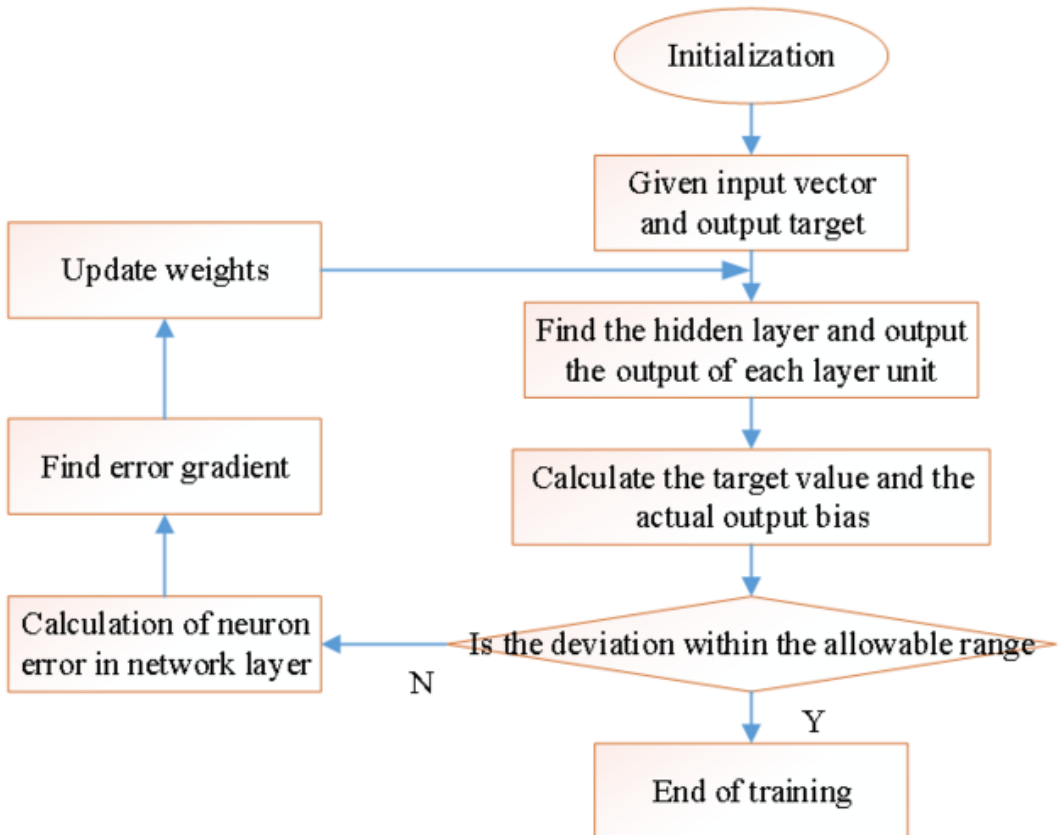 Initialization
Given input vector
and output target
Update weights
Find the hidden layer and output
the output of each layer unit
Find error gradient
Calculate the target value and the
actual output bias
Calculation of neuron
error in network layer
Is the deviation within the allowable range
N
Y
End of training